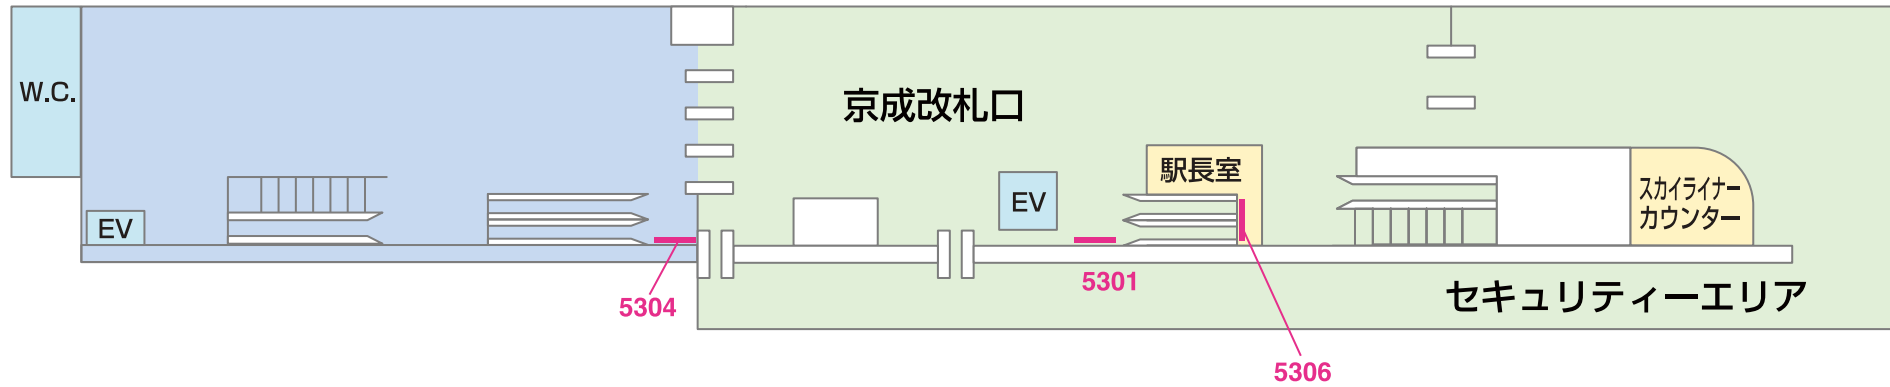 W.C.
京成改札口
駅長室
スカイライナー
カウンター
EV
EV
5304
5301
セキュリティーエリア
5306